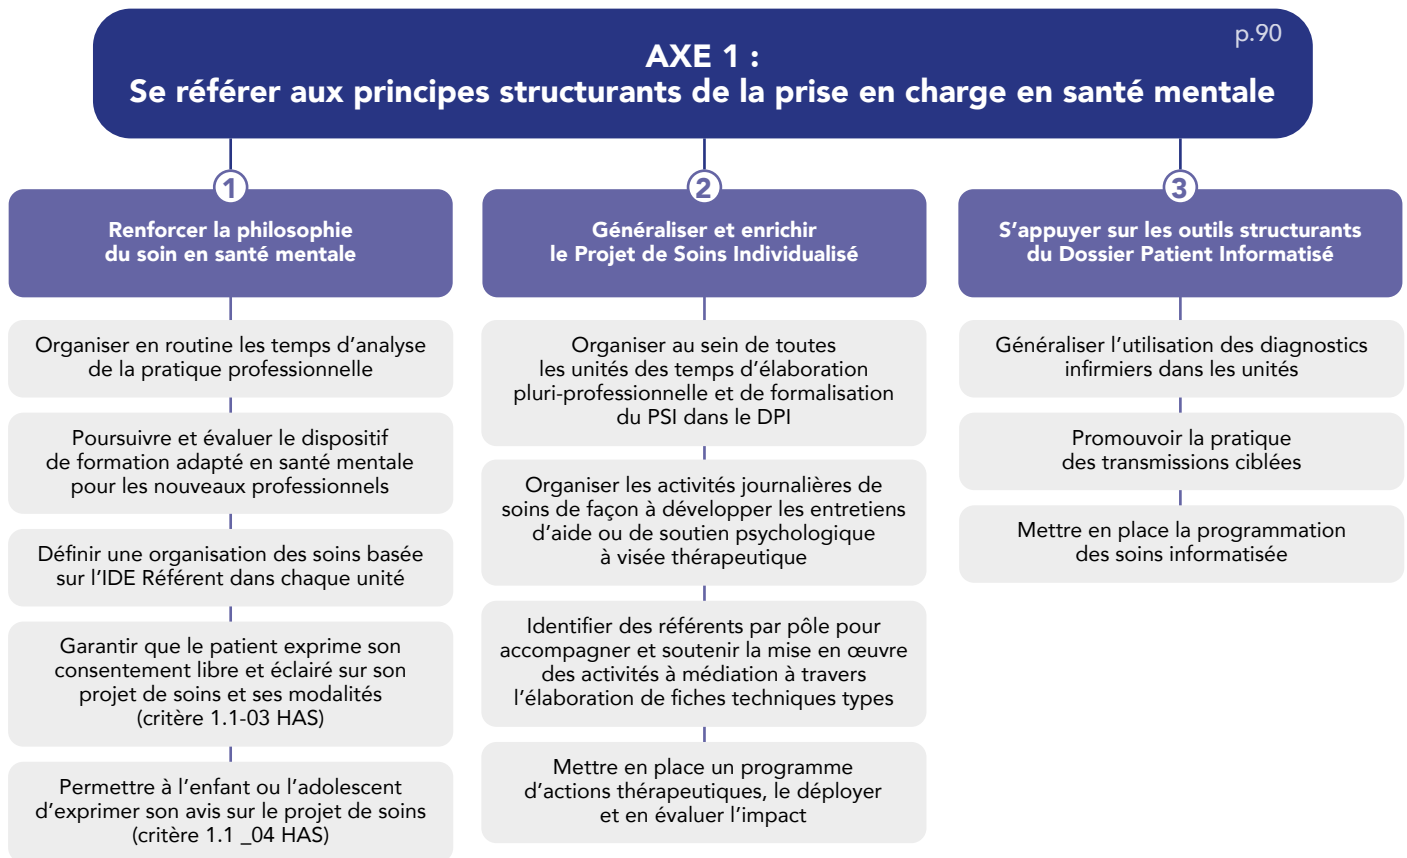 p.90
AXE 1 :
Se référer aux principes structurants de la prise en charge en santé mentale
1
Renforcer la philosophie
du soin en santé mentale
Organiser en routine les temps d’analyse
de la pratique professionnelle
Poursuivre et évaluer le dispositif
de formation adapté en santé mentale
pour les nouveaux professionnels
Définir une organisation des soins basée
sur l’IDE Référent dans chaque unité
Garantir que le patient exprime son
consentement libre et éclairé sur son
projet de soins et ses modalités
(critère 1.1-03 HAS)
Permettre à l’enfant ou l’adolescent
d’exprimer son avis sur le projet de soins
(critère 1.1 _04 HAS)
2
Généraliser et enrichir
le Projet de Soins Individualisé
Organiser au sein de toutes
les unités des temps d’élaboration
pluri-professionnelle et de formalisation
du PSI dans le DPI
Organiser les activités journalières de
soins de façon à développer les entretiens
d’aide ou de soutien psychologique
à visée thérapeutique
Identifier des référents par pôle pour
accompagner et soutenir la mise en œuvre
des activités à médiation à travers
l’élaboration de fiches techniques types
Mettre en place un programme
d’actions thérapeutiques, le déployer
et en évaluer l’impact
3
S’appuyer sur les outils structurants
du Dossier Patient Informatisé
Généraliser l’utilisation des diagnostics
infirmiers dans les unités
Promouvoir la pratique
des transmissions ciblées
Mettre en place la programmation
des soins informatisée